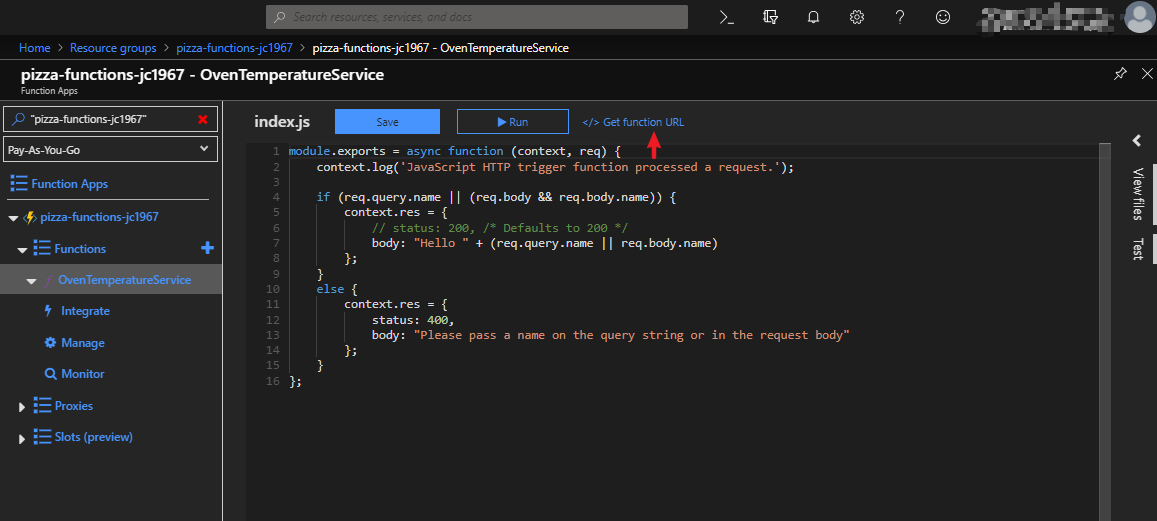 Search resources, services, and docs
Home > Resource groups > pizza-functions-jc1967 > pizza-functions-jc1967 - OvenTemperatureService
pizza-functions-jc1967 - OvenTemperatureService
Function Apps
"pizza-functions-jc1967"
Pay-As-You-Go
Function Apps
pizza-functions-jc1967
Functions
OvenTemperatureService
Integrate
Manage
Monitor
Proxies
Slots (preview)
index.js Save Run </> Get function URL
1 module.exports = async function (context, req) {
2 context.log('JavaScript HTTP trigger function processed a request.');
3
4 if (req.query.name || (req.body && req.body.name)) {
5 context.res = {
6 // status: 200, /* Defaults to 200 */
7 body: "Hello " + (req.query.name || req.body.name)
8 };
9 }
10 else {
11 context.res = {
12 status: 400,
13 body: "Please pass a name on the query string or in the request body"
14 };
15 }
16 };
View files
Test